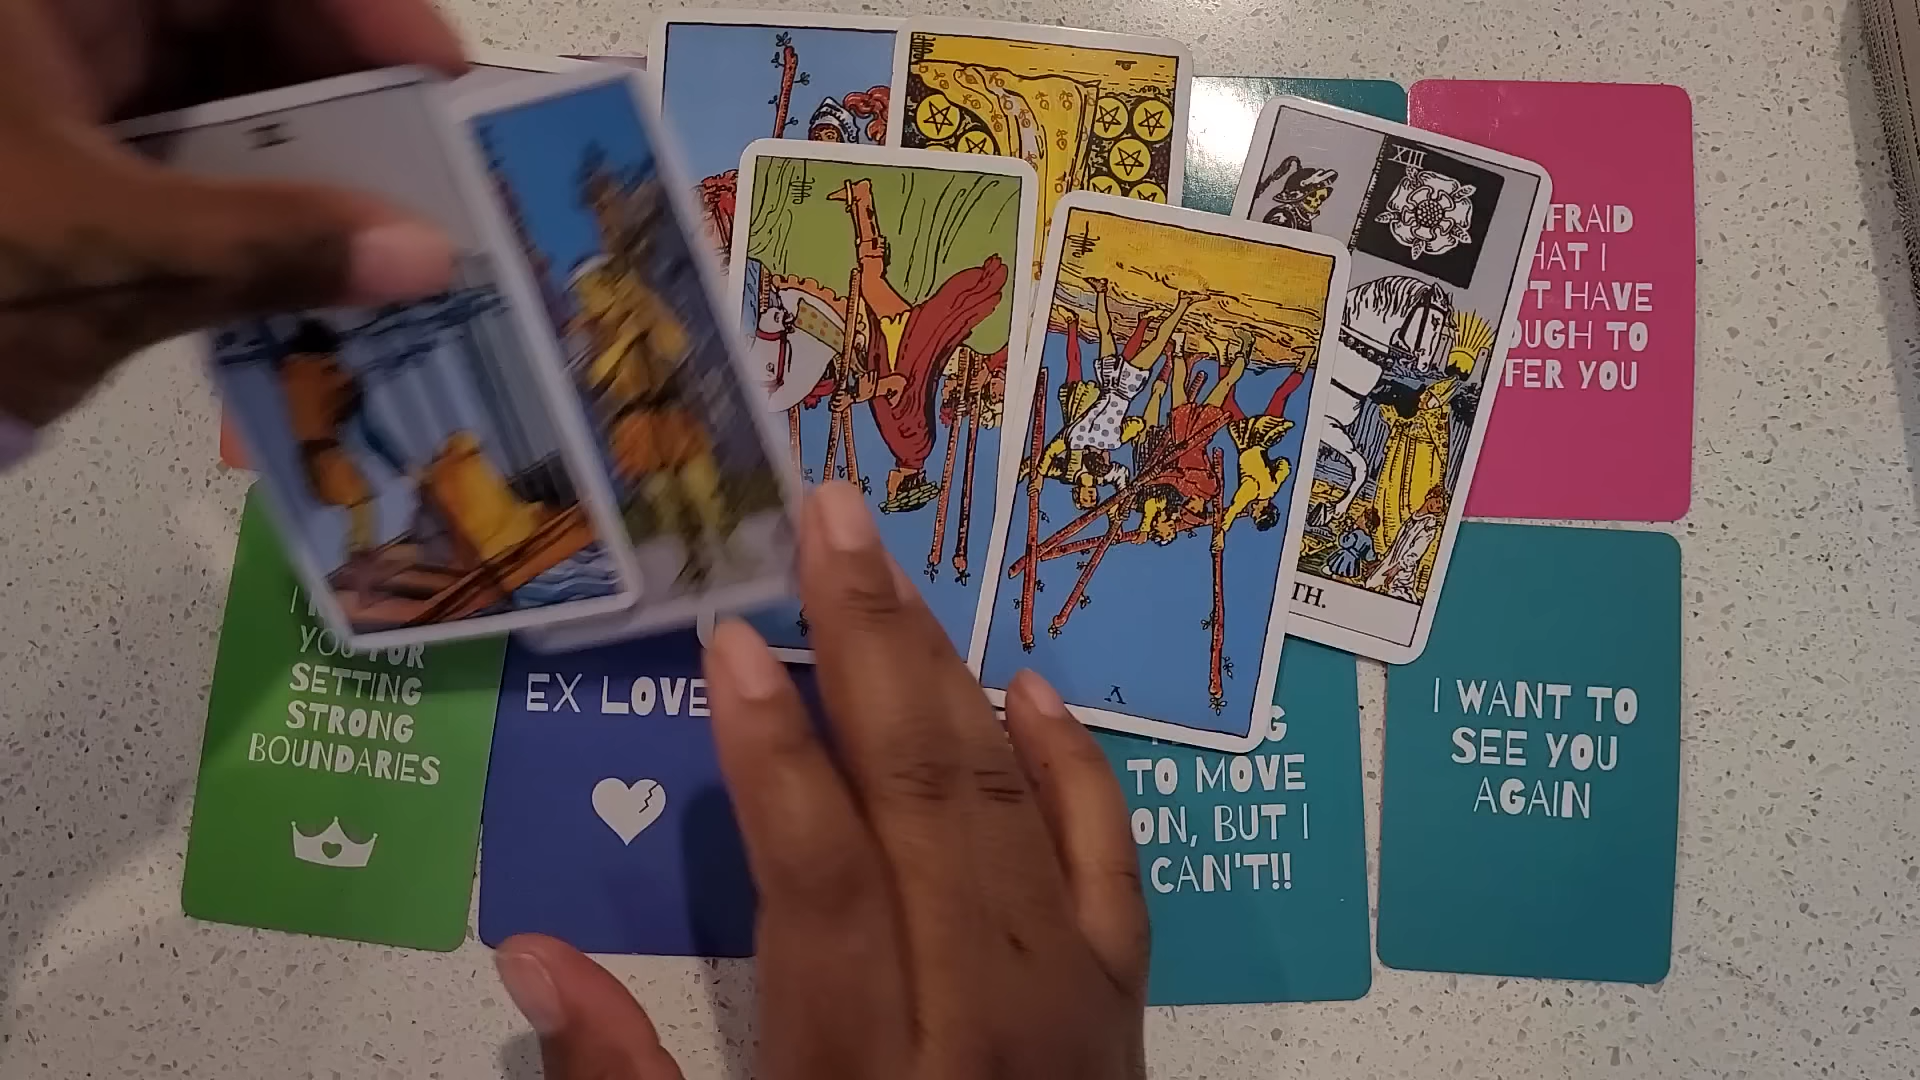 XIII
TH.
V
FRAID
HAT I
T HAVE
OUGH TO
FER YOU
YOU FOR
SETTING
STRONG
BOUNDARIES
EX LOVE
G
TO MOVE
ON, BUT I
CAN'T!!
I WANT TO
SEE YOU
AGAIN